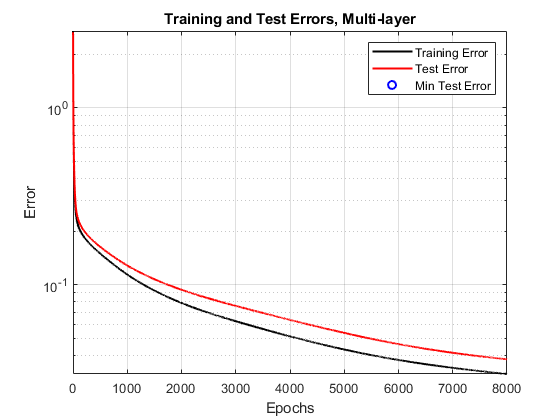 Training and Test Errors, Multi-layer
Training Error
Test Error
Min Test Error
10^0
10^-1
Error
0 1000 2000 3000 4000 5000 6000 7000 8000
Epochs